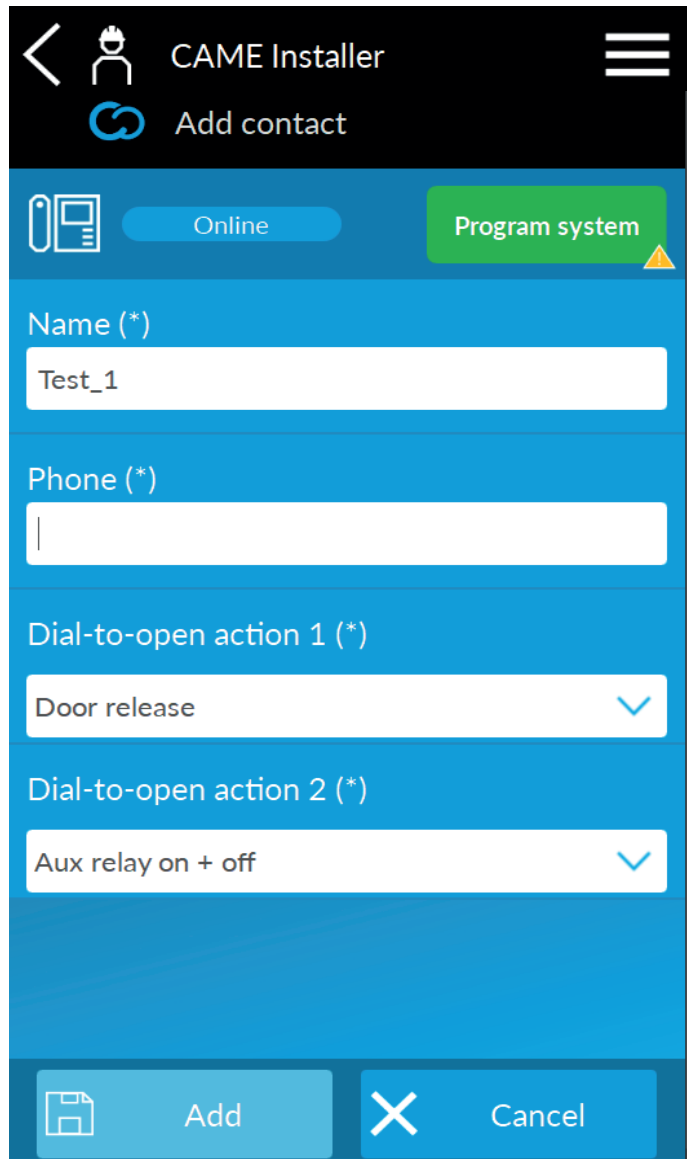 CAME Installer
Add contact
Online
Program system
Name (*)
Test_1
Phone (*)
Dial-to-open action 1 (*)
Door release
Dial-to-open action 2 (*)
Aux relay on + off
Add
Cancel